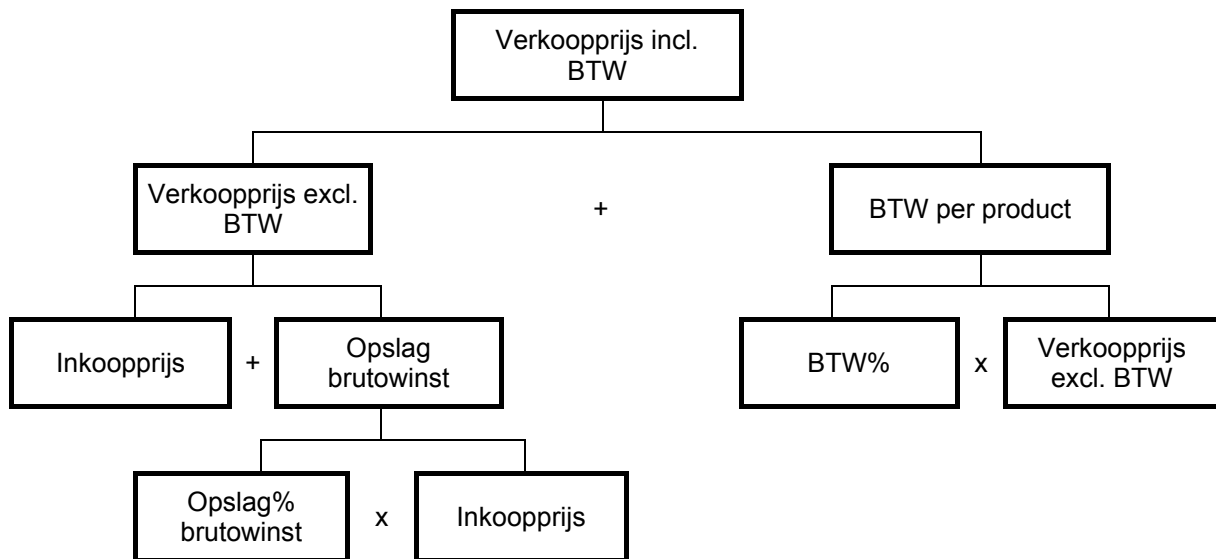 Verkoopprijs incl.
BTW
Verkoopprijs excl.
BTW
+
BTW per product
Inkoopprijs
+
Opslag
brutowinst
BTW%
x
Verkoopprijs
excl. BTW
Opslag%
brutowinst
x
Inkoopprijs